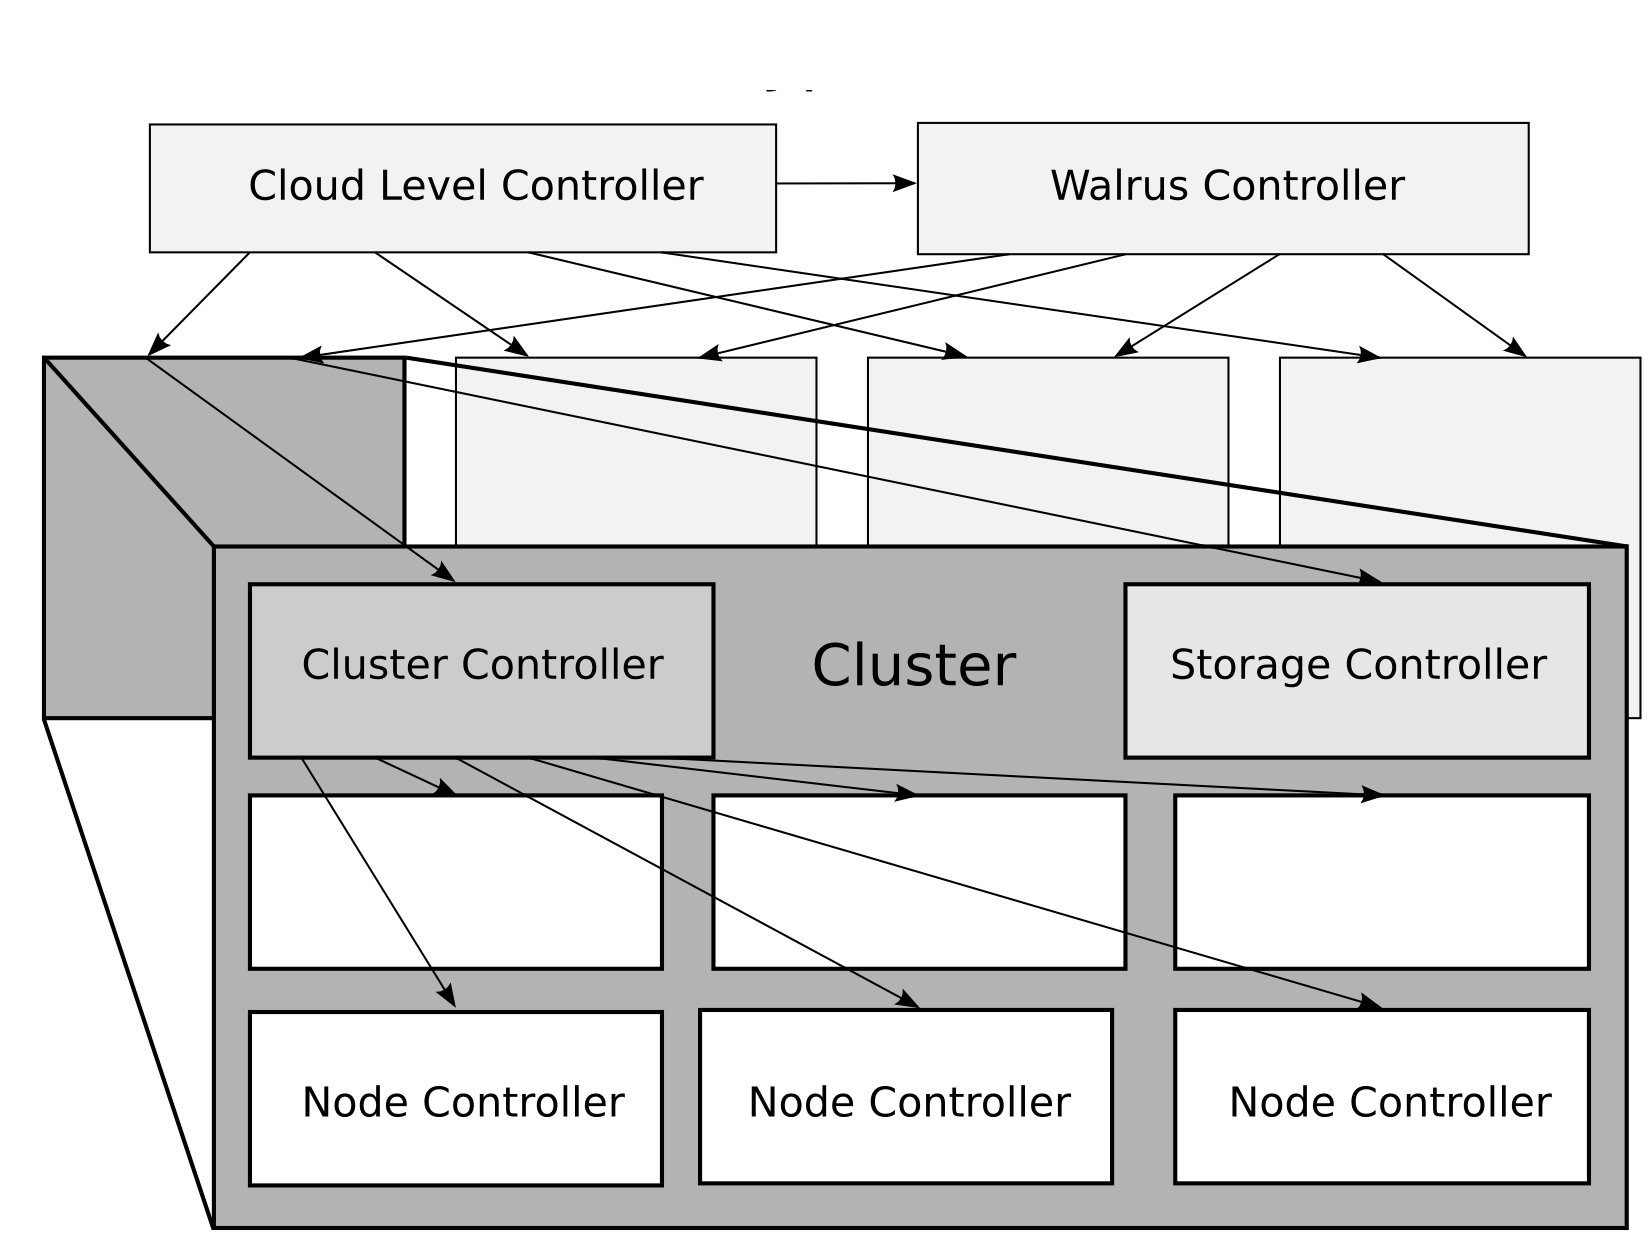 Cloud Level Controller
Walrus Controller
Cluster Controller
Cluster
Storage Controller
Node Controller
Node Controller
Node Controller